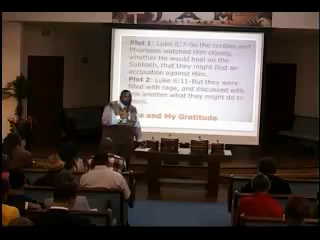 Plot 1: Luke 6:7-So the scribes and
Pharisees watched Him closely,
whether He would heal on the
Sabbath, that they might find an
accusation against Him.
Plot 2: Luke 6:11-But they were
filled with rage, and discussed with
one another what they might do to
and My Gratitude